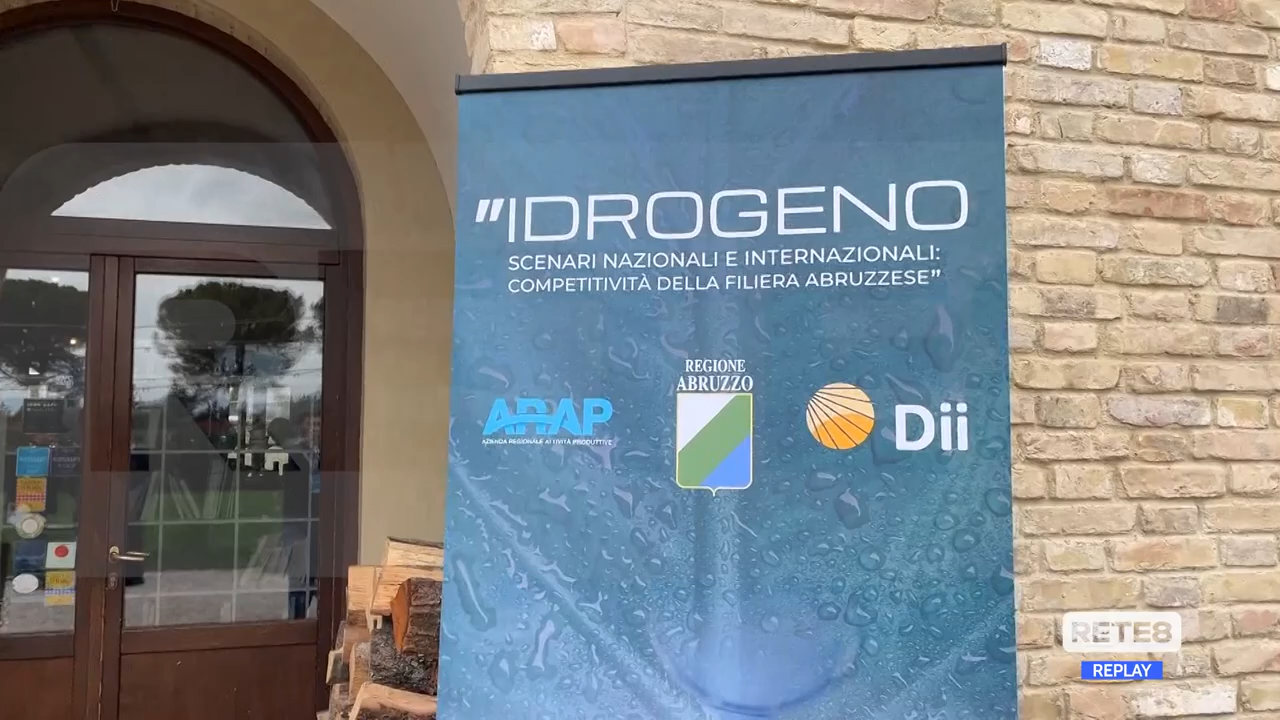 "IDROGENO
SCENARI NAZIONALI E INTERNAZIONALI:
COMPETITIVITÀ DELLA FILIERA ABRUZZESE"
REGIONE
ABRUZZO
ARAP
AZIENDA REGIONALE ATTIVITÀ PRODUTTIVE
Dii
RETE8
REPLAY